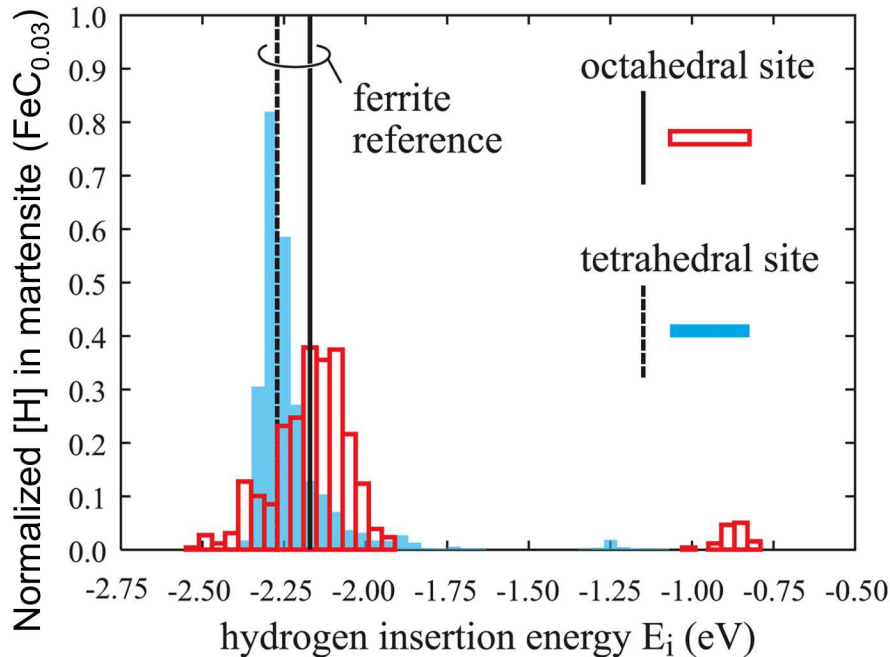 Normalized [H] in martensite (FeC0.03)
1.0
0.9
0.8
0.7
0.6
0.5
0.4
0.3
0.2
0.1
0.0
ferrite
reference
octahedral site
tetrahedral site
-2.75 -2.50 -2.25 -2.00 -1.75 -1.50 -1.25 -1.00 -0.75 -0.50
hydrogen insertion energy Ei (eV)